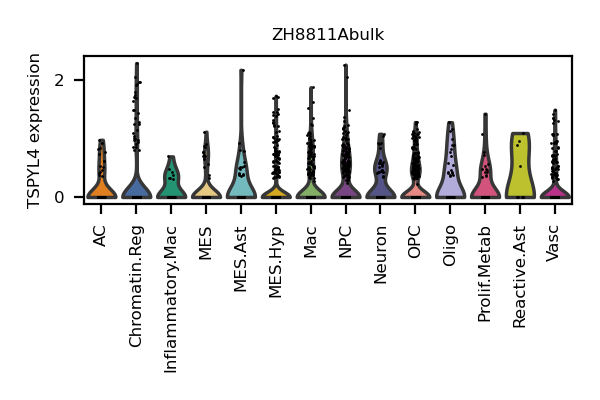 ZH8811Abulk
TSPYL4 expression
2
0
AC
Chromatin.Reg
Inflammatory.Mac
MES
MES.Ast
MES.Hyp
Mac
NPC
Neuron
OPC
Oligo
Prolif.Metab
Reactive.Ast
Vasc